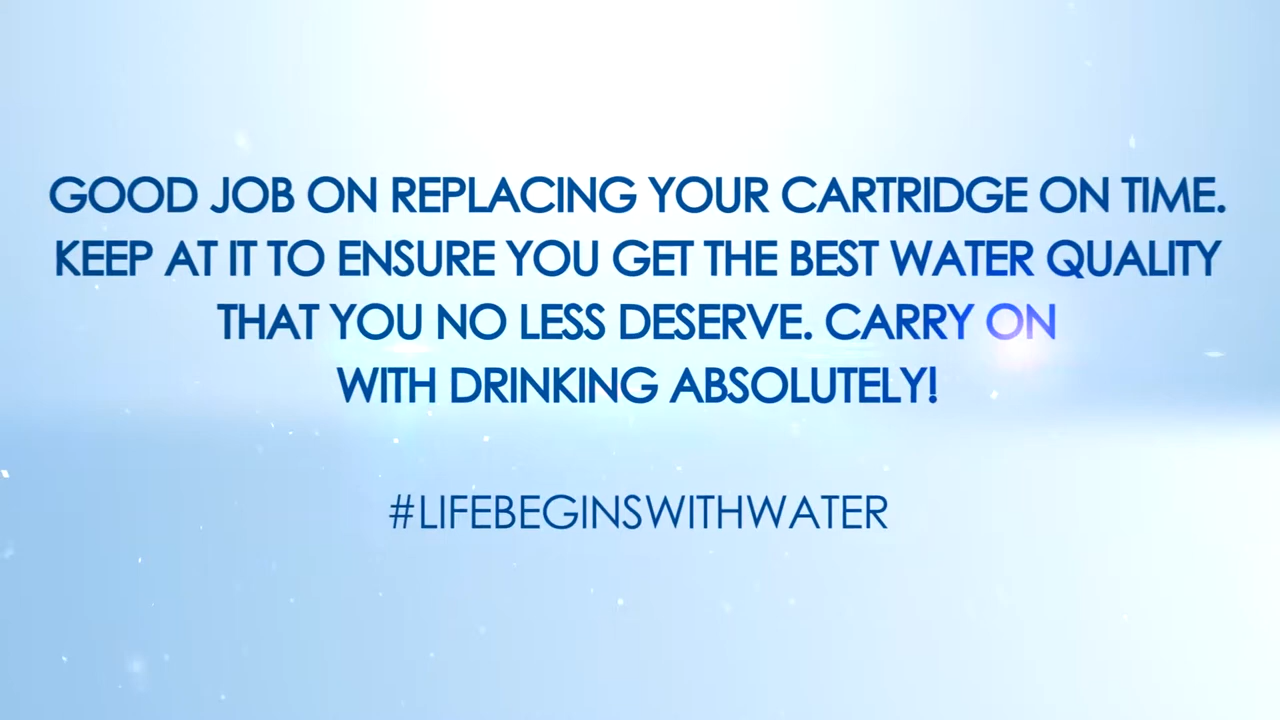 GOOD JOB ON REPLACING YOUR CARTRIDGE ON TIME.
KEEP AT IT TO ENSURE YOU GET THE BEST WATER QUALITY
THAT YOU NO LESS DESERVE. CARRY ON
WITH DRINKING ABSOLUTELY!
#LIFEBEGINSWITHWATER